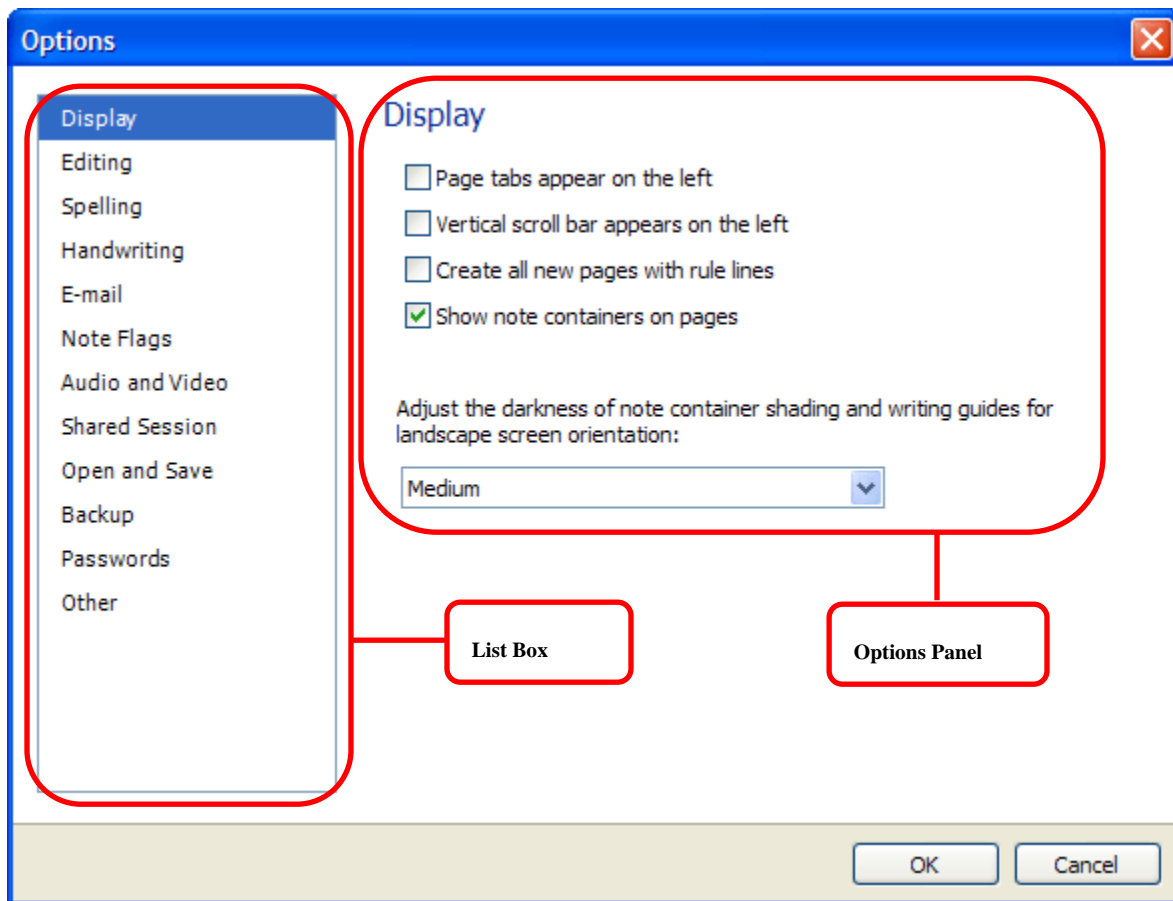 Options
Display
Editing
Spelling
Handwriting
E-mail
Note Flags
Audio and Video
Shared Session
Open and Save
Backup
Passwords
Other
Display
Page tabs appear on the left
Vertical scroll bar appears on the left
Create all new pages with rule lines
Show note containers on pages
Adjust the darkness of note container shading and writing guides for
landscape screen orientation:
Medium
List Box
Options Panel
OK
Cancel